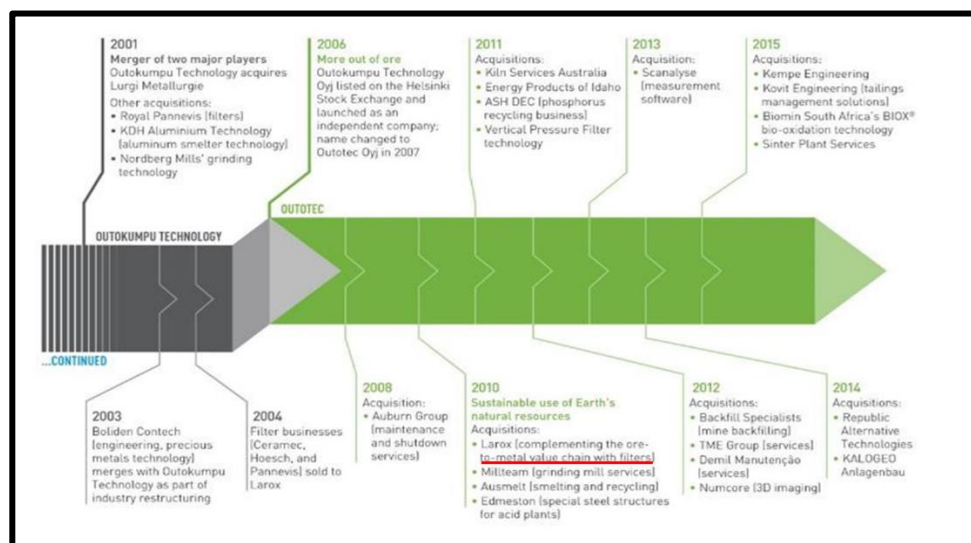 2001
Merger of two major players
Outokumpu Technology acquires
Lurgi Metallurgie
Other acquisitions:
• Royal Pannevis (filters)
• KDH Aluminium Technology
(aluminum smelter technology)
• Nordberg Mills' grinding
technology
2006
More out of ore
Outokumpu Technology
Oyj listed on the Helsinki
Stock Exchange and
launched as an
independent company;
name changed to
Outotec Oyj in 2007
2011
Acquisitions:
• Kiln Services Australia
• Energy Products of Idaho
• ASH DEC (phosphorus
recycling business)
• Vertical Pressure Filter
technology
2013
Acquisition:
• Scanalyse
(measurement
software)
2015
Acquisitions:
• Kempe Engineering
• Kovit Engineering (tailings
management solutions)
• Biomin South Africa's BIOX®
bio-oxidation technology
• Sinter Plant Services
OUTOKUMPU TECHNOLOGY
OUTOTEC
...CONTINUED
2003
Boliden Contech
(engineering, precious
metals technology)
merges with Outokumpu
Technology as part of
industry restructuring
2004
Filter businesses
(Ceramec,
Hoesch, and
Pannevis) sold to
Larox
2008
Acquisition:
• Auburn Group
(maintenance
and shutdown
services)
2010
Sustainable use of Earth's
natural resources
Acquisitions:
• Larox (complementing the ore-
to-metal value chain with filters)
• Millteam (grinding mill services)
• Ausmelt (smelting and recycling)
• Edmeston (special steel structures
for acid plants)
2012
Acquisitions:
• Backfill Specialists
(mine backfilling)
• TME Group (services)
• Demil Manutenção
(services)
• Numcore (3D imaging)
2014
Acquisitions:
• Republic
Alternative
Technologies
• KALOGEO
Anlagenbau